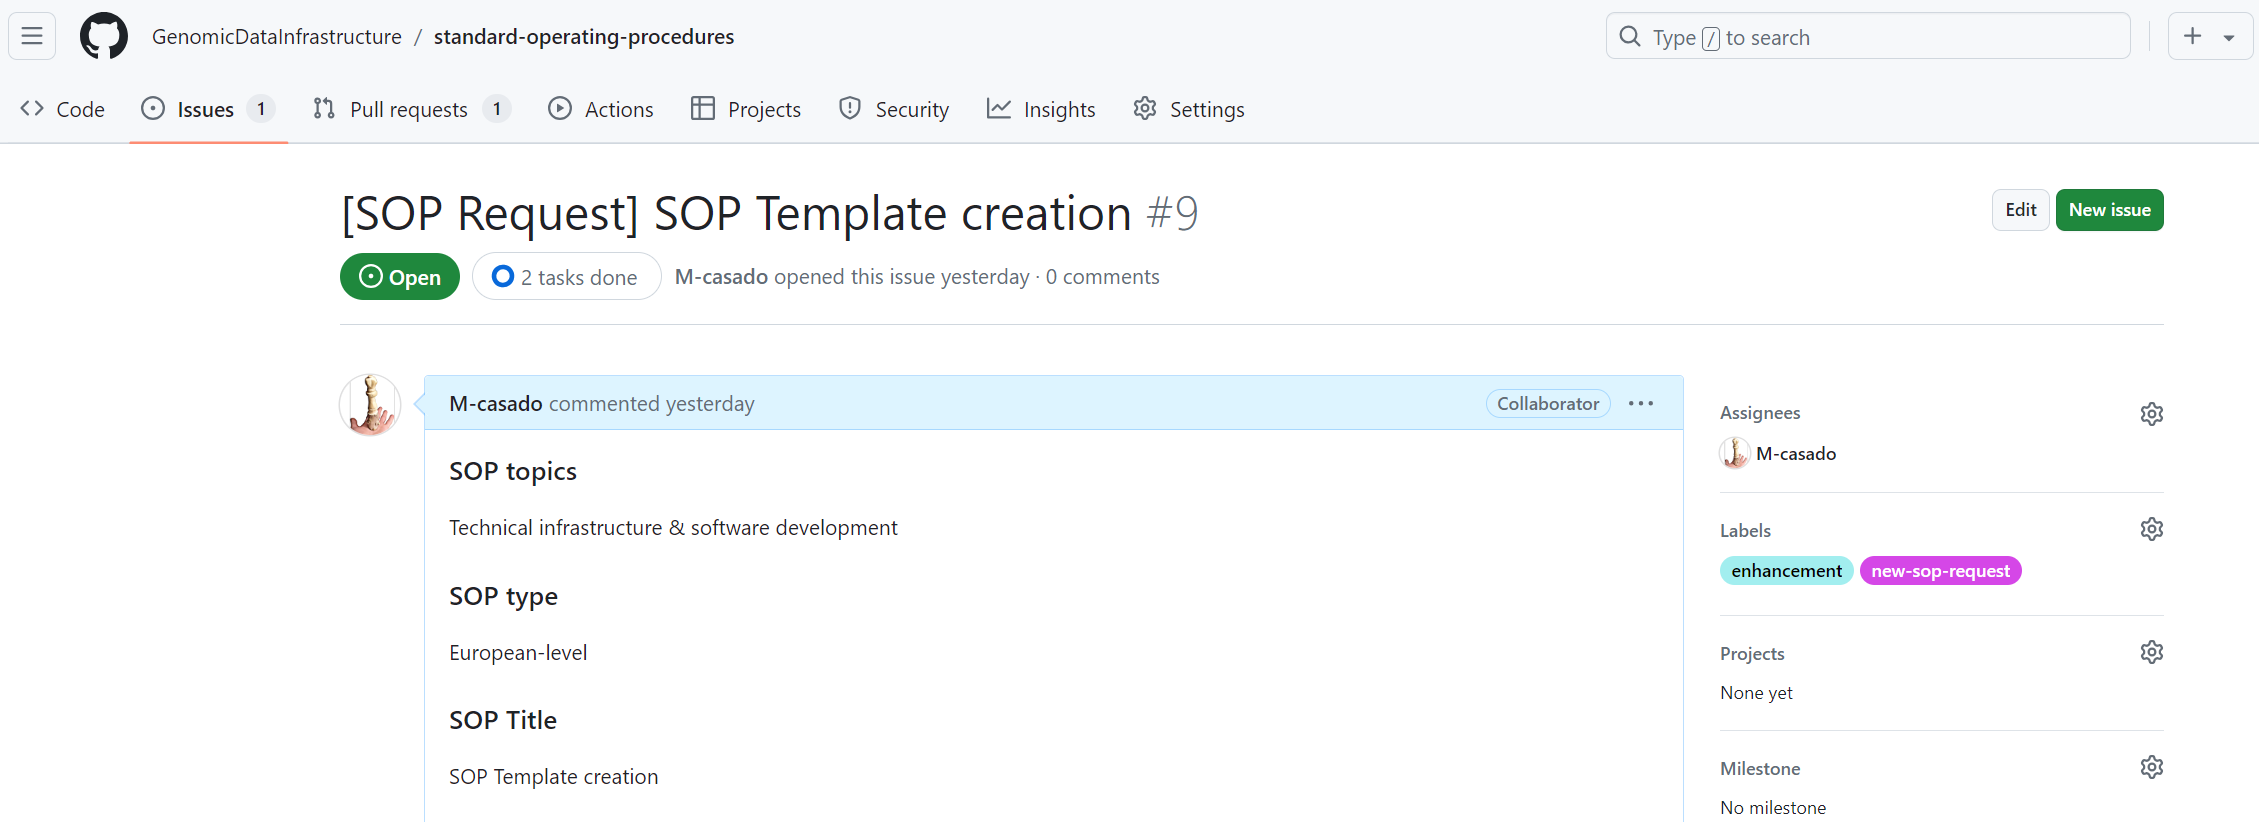 GenomicDataInfrastructure / standard-operating-procedures
Type / to search
Code Issues 1 Pull requests 1 Actions Projects Security Insights Settings
[SOP Request] SOP Template creation #9
Edit New issue
Open 2 tasks done M-casado opened this issue yesterday · 0 comments
M-casado commented yesterday Collaborator
SOP topics
Technical infrastructure & software development
SOP type
European-level
SOP Title
SOP Template creation
Assignees
M-casado
Labels
enhancement new-sop-request
Projects
None yet
Milestone
No milestone